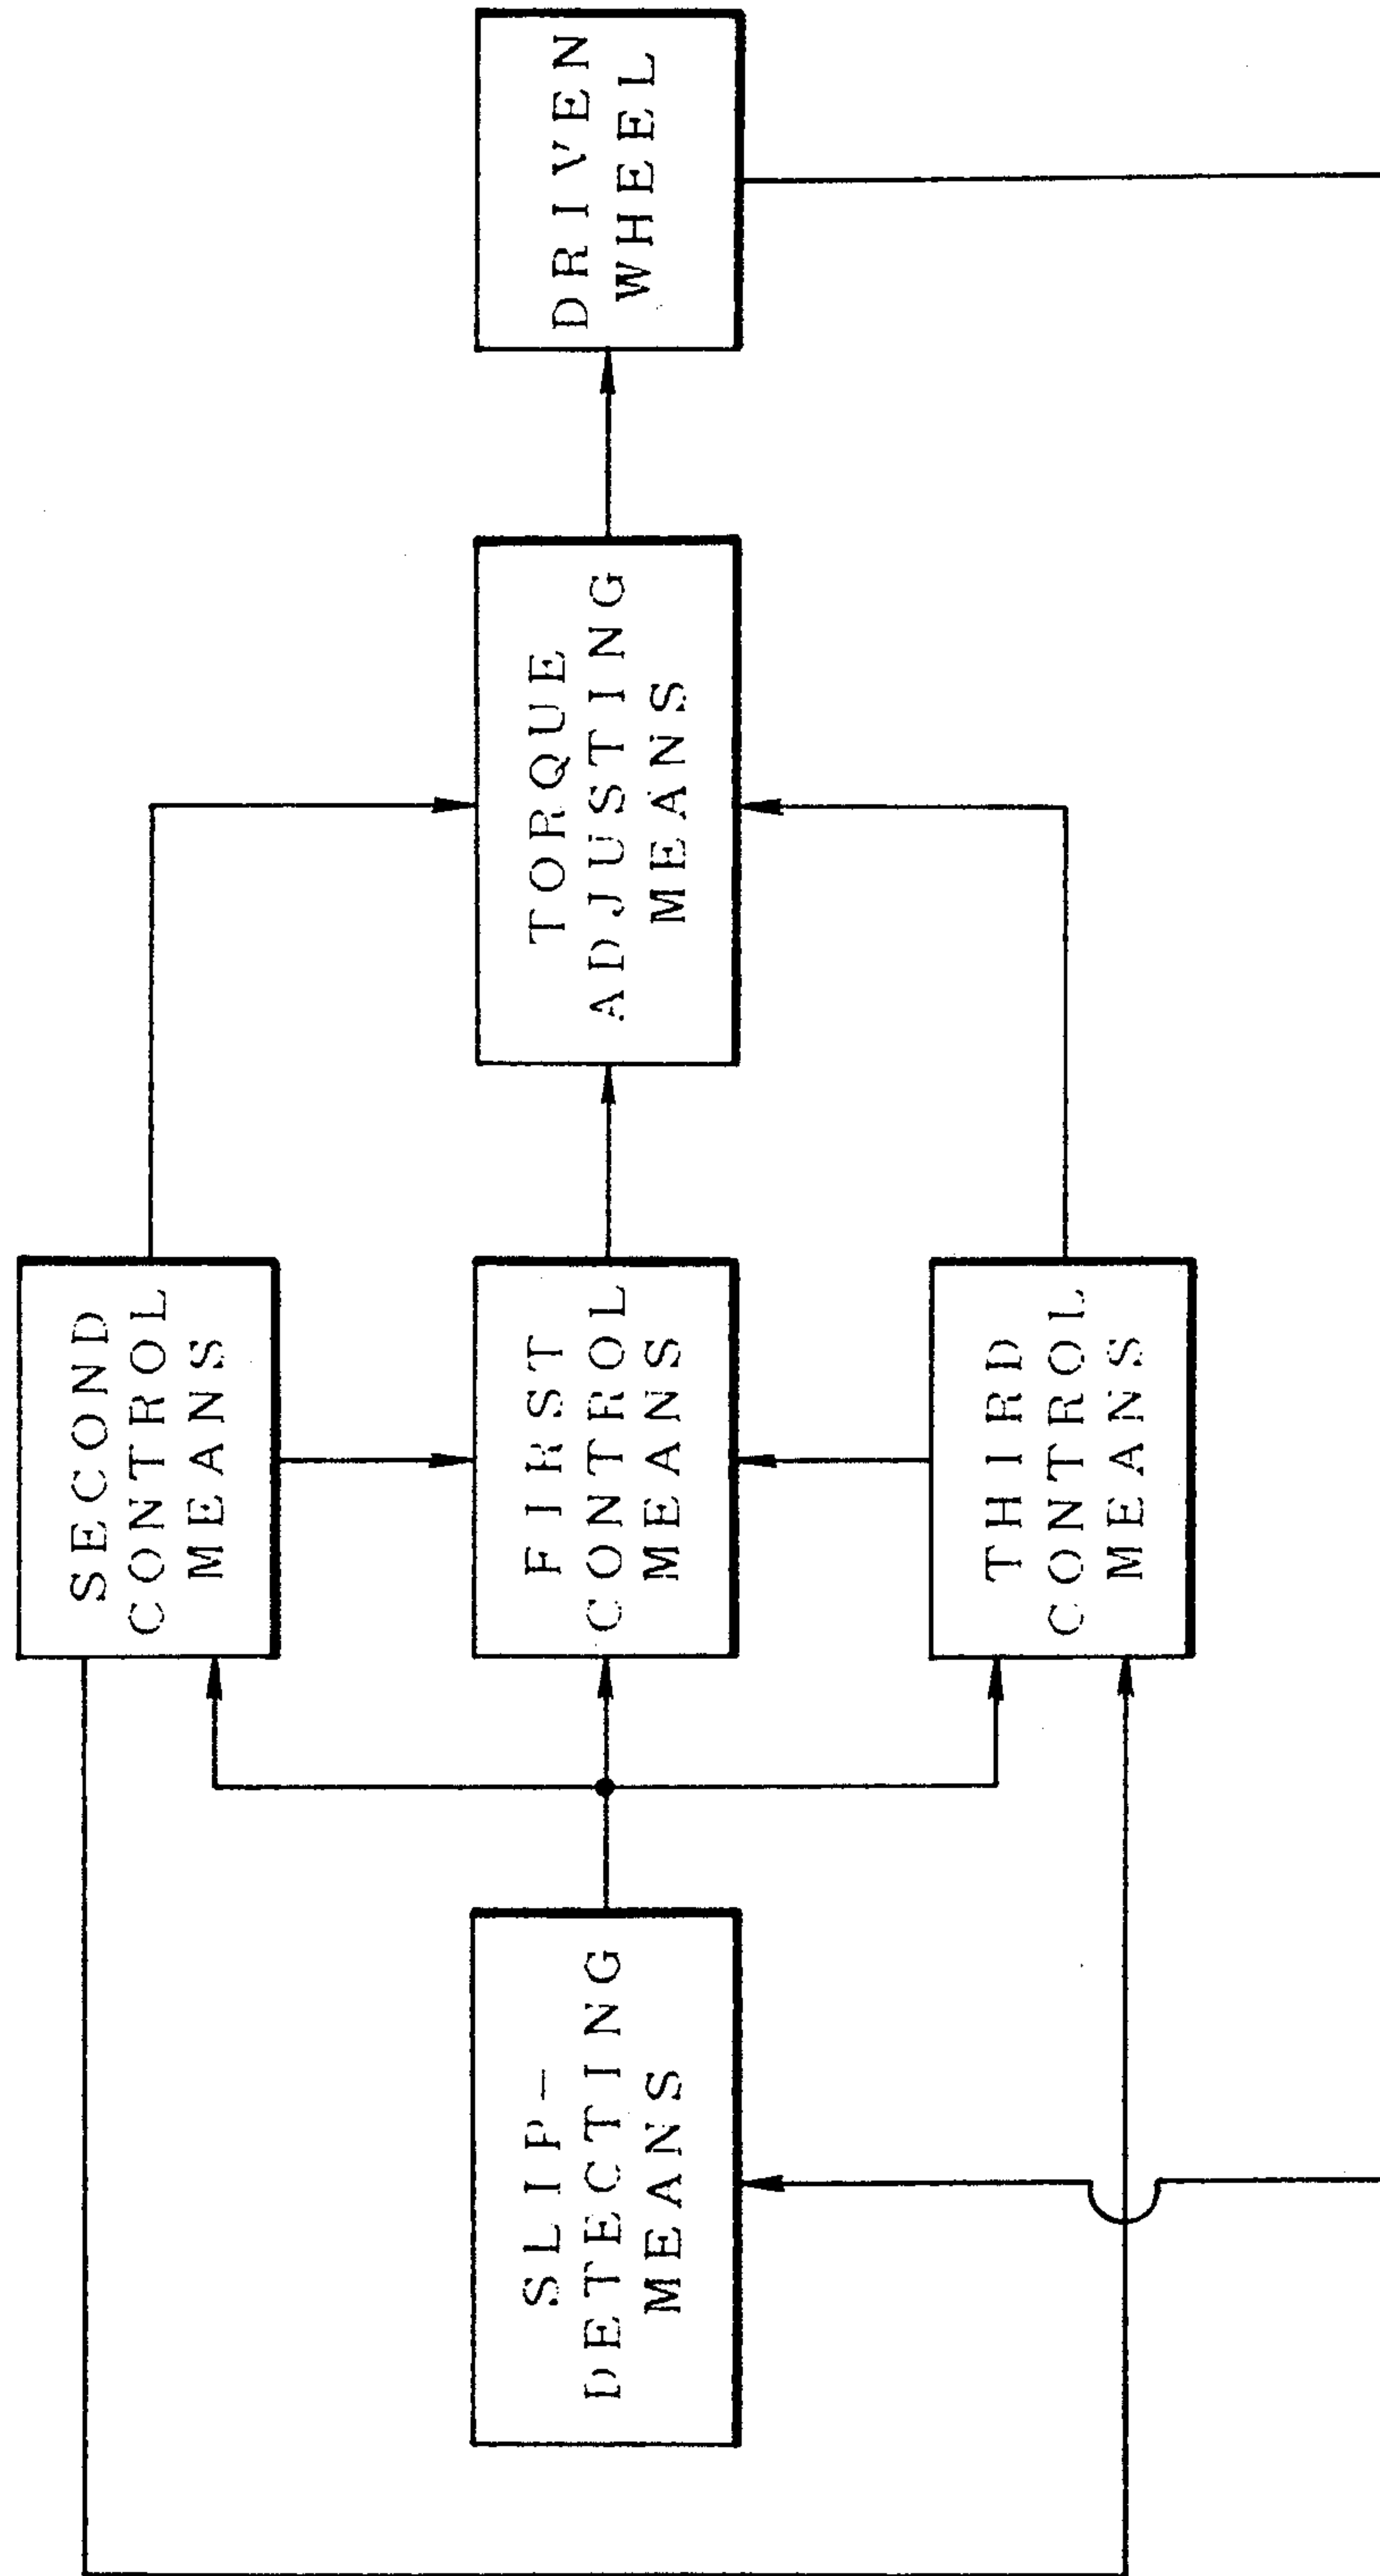 SECOND
CONTROL
MEANS
SLIP-
DETECTING
MEANS
FIRST
CONTROL
MEANS
TORQUE
ADJUSTING
MEANS
DRIVEN
WHEEL
THIRD
CONTROL
MEANS